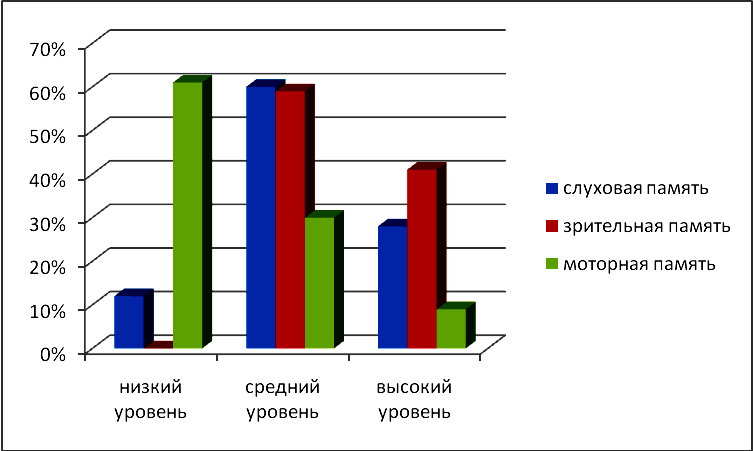 70%
60%
50%
40%
30%
20%
10%
0%
низкий
уровень
средний
уровень
высокий
уровень
слуховая память
зрительная память
моторная память